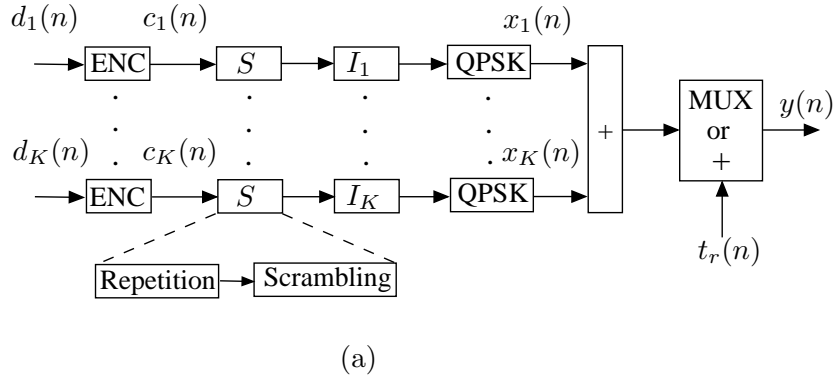 d_1(n) c_1(n) x_1(n)
ENC S I_1 QPSK
d_K(n) c_K(n) x_K(n)
ENC S I_K QPSK
+
MUX
or
+
y(n)
t_r(n)
Repetition Scrambling
(a)